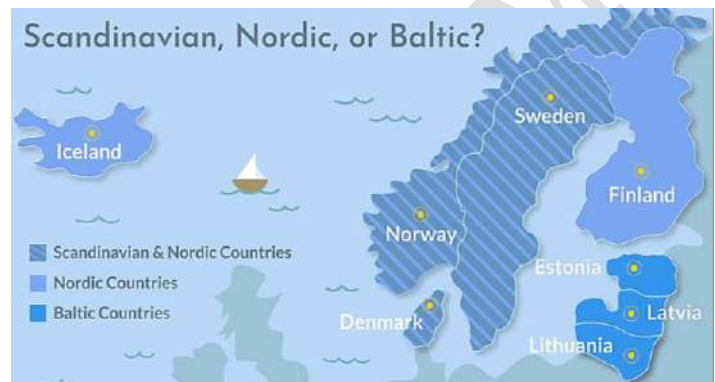 Scandinavian, Nordic, or Baltic?
Sweden
Iceland
Finland
Norway
Scandinavian & Nordic Countries
Nordic Countries
Baltic Countries
Estonia
Denmark
Latvia
Lithuania